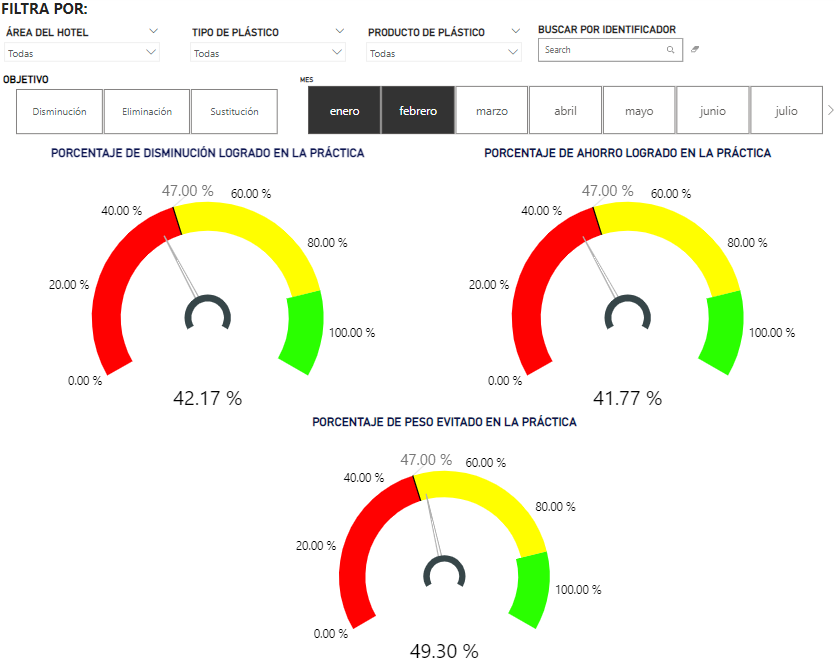 FILTRA POR:
ÁREA DEL HOTEL
Todas
TIPO DE PLÁSTICO
Todas
PRODUCTO DE PLÁSTICO
Todas
BUSCAR POR IDENTIFICADOR
Search
OBJETIVO
Disminución
Eliminación
Sustitución
MES
enero
febrero
marzo
abril
mayo
junio
julio
PORCENTAJE DE DISMINUCIÓN LOGRADO EN LA PRÁCTICA
0.00 %
20.00 %
40.00 %
47.00 %
60.00 %
80.00 %
100.00 %
42.17 %
PORCENTAJE DE AHORRO LOGRADO EN LA PRÁCTICA
0.00 %
20.00 %
40.00 %
47.00 %
60.00 %
80.00 %
100.00 %
41.77 %
PORCENTAJE DE PESO EVITADO EN LA PRÁCTICA
0.00 %
20.00 %
40.00 %
47.00 %
60.00 %
80.00 %
100.00 %
49.30 %